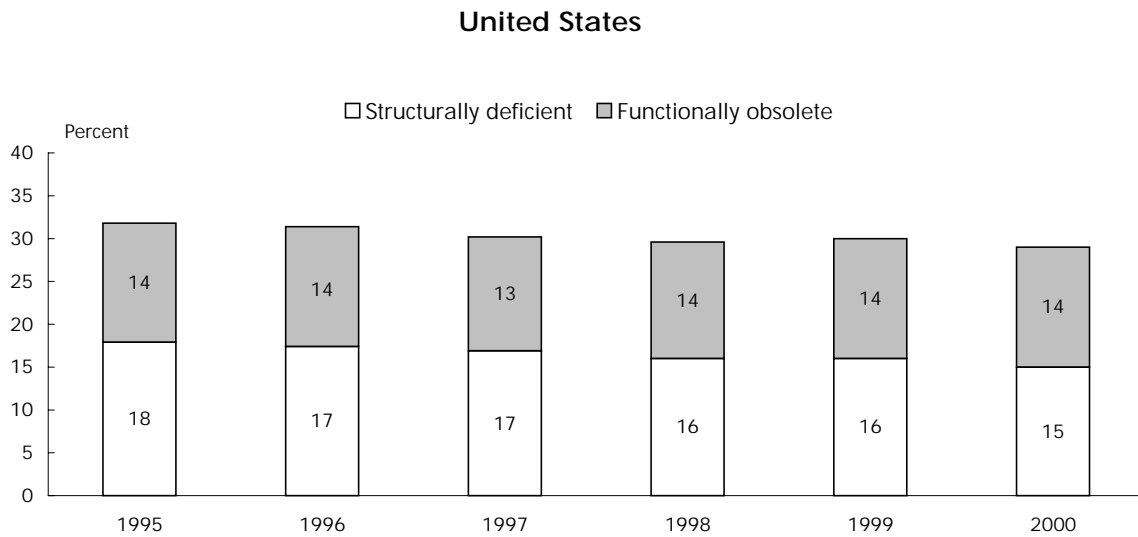 United States
Structurally deficient Functionally obsolete
Percent
40
35
30
25
20
15
10
5
0
14 14 13 14 14 14
18 17 17 16 16 15
1995 1996 1997 1998 1999 2000